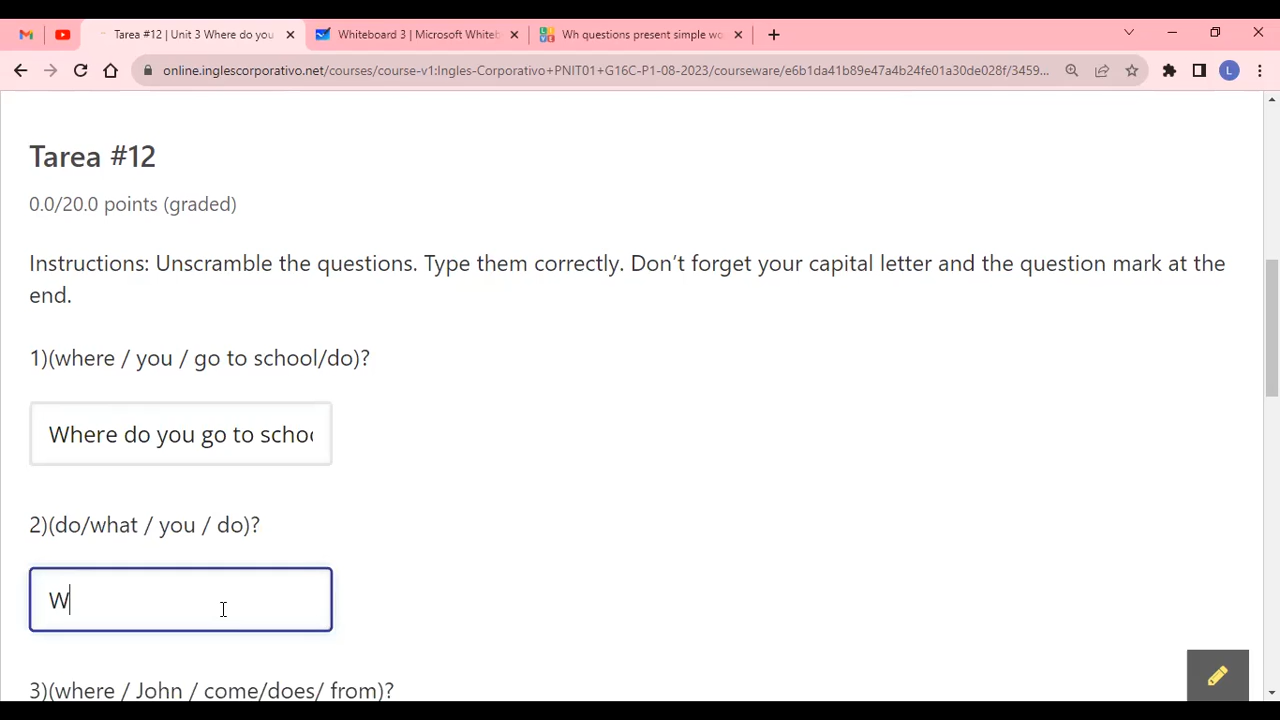 Tarea #12 | Unit 3 Where do you
Whiteboard 3 | Microsoft Whiteb
Wh questions present simple wo
online.inglescorporativo.net/courses/course-v1:Ingles-Corporativo+PNIT01+G16C-P1-08-2023/courseware/e6b1da41b89e47a4b24fe01a30de028f/3459...
L
Tarea #12
0.0/20.0 points (graded)
Instructions: Unscramble the questions. Type them correctly. Don’t forget your capital letter and the question mark at the
end.
1)(where / you / go to school/do)?
Where do you go to schoo
2)(do/what / you / do)?
W
3)(where / John / come/does/ from)?